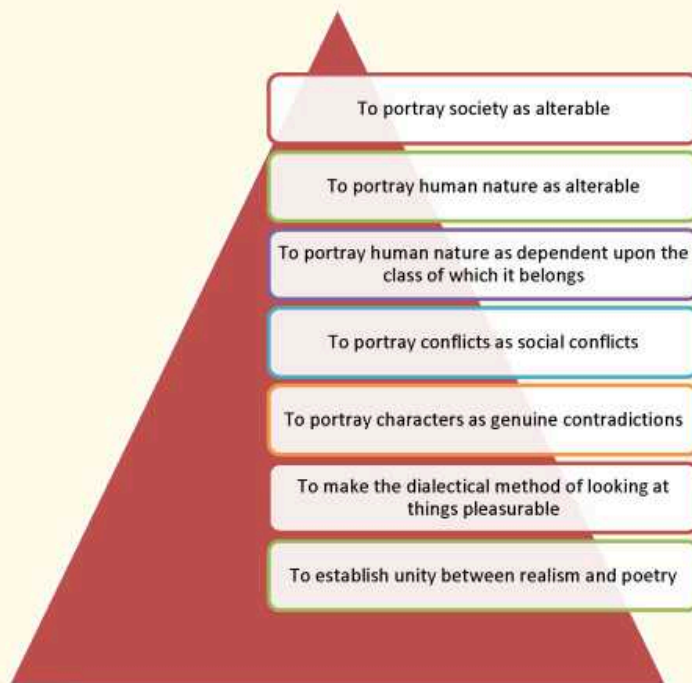 To portray society as alterable
To portray human nature as alterable
To portray human nature as dependent upon the
class of which it belongs
To portray conflicts as social conflicts
To portray characters as genuine contradictions
To make the dialectical method of looking at
things pleasurable
To establish unity between realism and poetry